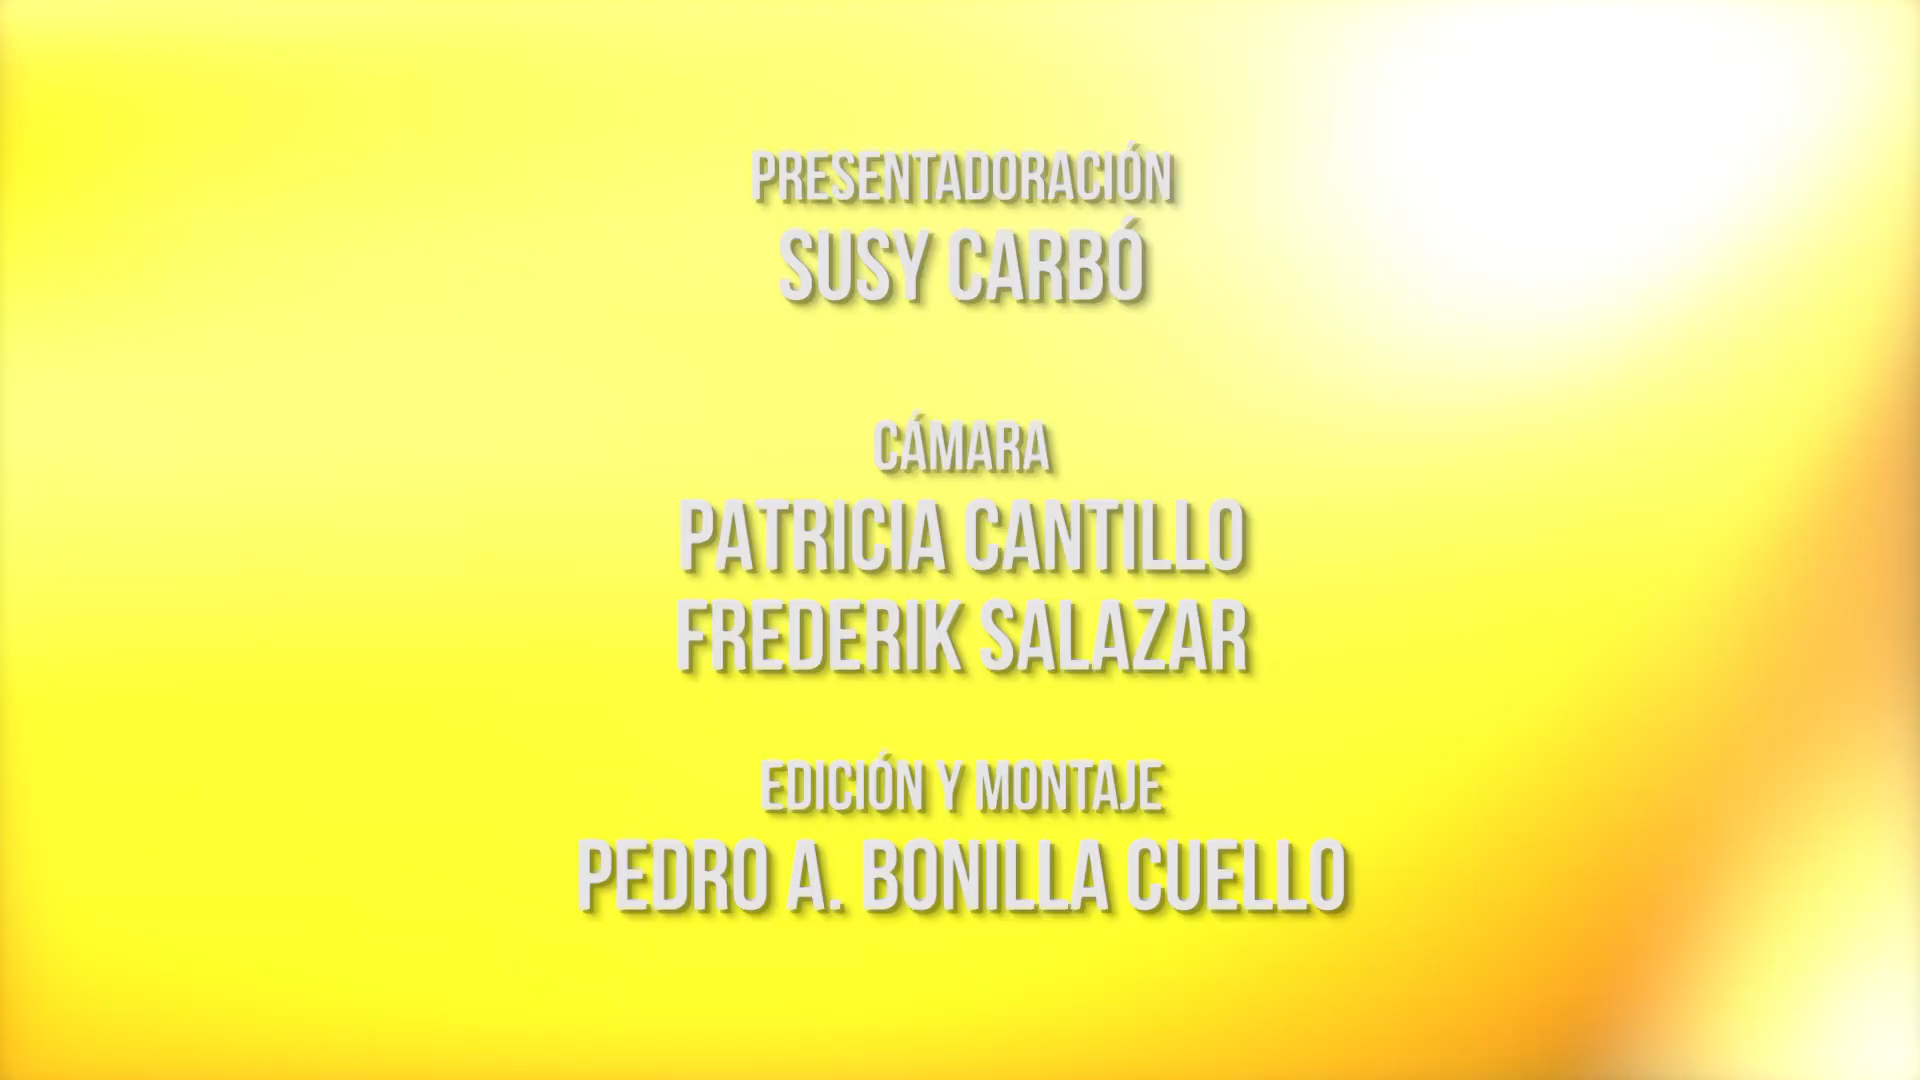 PRESENTADORACIÓN
SUSY CARBÓ
CÁMARA
PATRICIA CANTILLO
FREDERIK SALAZAR
EDICIÓN Y MONTAJE
PEDRO A. BONILLA CUELLO